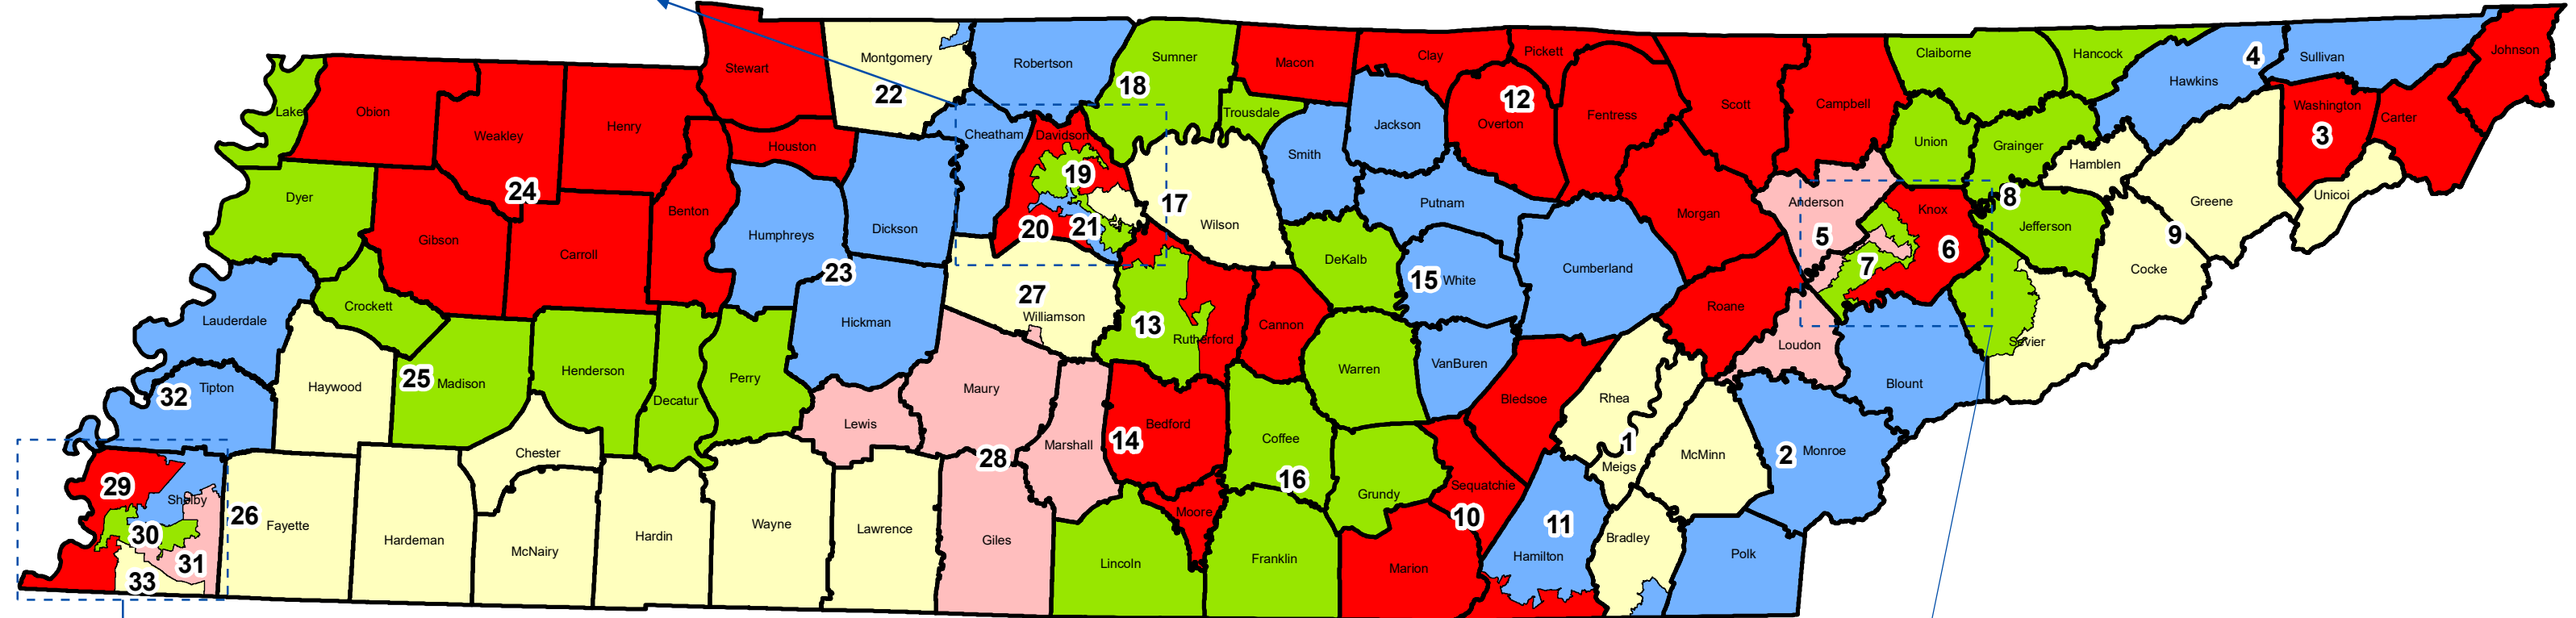 Stewart
Montgomery
22
Robertson
Sumner
18
Macon
Clay
Pickett
12
Overton
Fentress
Scott
Campbell
Claiborne
Hancock
4
Hawkins
Sullivan
Johnson
Washington
3
Carter
Lake
Obion
Weakley
24
Henry
Houston
Cheatham
Davidson
19
Trousdale
Smith
Jackson
Union
Grainger
Hamblen
Greene
Unicoi
Dyer
Gibson
Carroll
Benton
Humphreys
23
Dickson
20
21
17
Wilson
Putnam
Morgan
Anderson
5
Knox
6
7
8
Jefferson
9
Cocke
Lauderdale
Crockett
Hickman
27
Williamson
13
Rutherford
Cannon
DeKalb
15
White
Cumberland
Roane
Loudon
Blount
Sevier
32
Tipton
Haywood
25
Madison
Henderson
Decatur
Perry
Lewis
Maury
Marshall
28
14
Bedford
Warren
VanBuren
Bledsoe
Rhea
1
Meigs
McMinn
2
Monroe
29
Shelby
30
31
33
26
Fayette
Hardeman
Chester
McNairy
Hardin
Wayne
Lawrence
Giles
Lincoln
Moore
Coffee
16
Franklin
Grundy
Sequatchie
10
Marion
11
Hamilton
Bradley
Polk